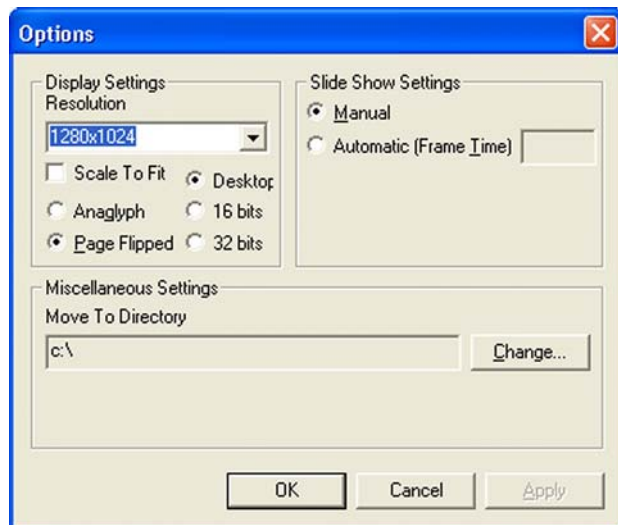 Options
Display Settings
Resolution
1280x1024
Scale To Fit
Desktop
Anaglyph
16 bits
Page Flipped
32 bits
Slide Show Settings
Manual
Automatic (Frame Time)
Miscellaneous Settings
Move To Directory
c:\
Change...
OK
Cancel
Apply